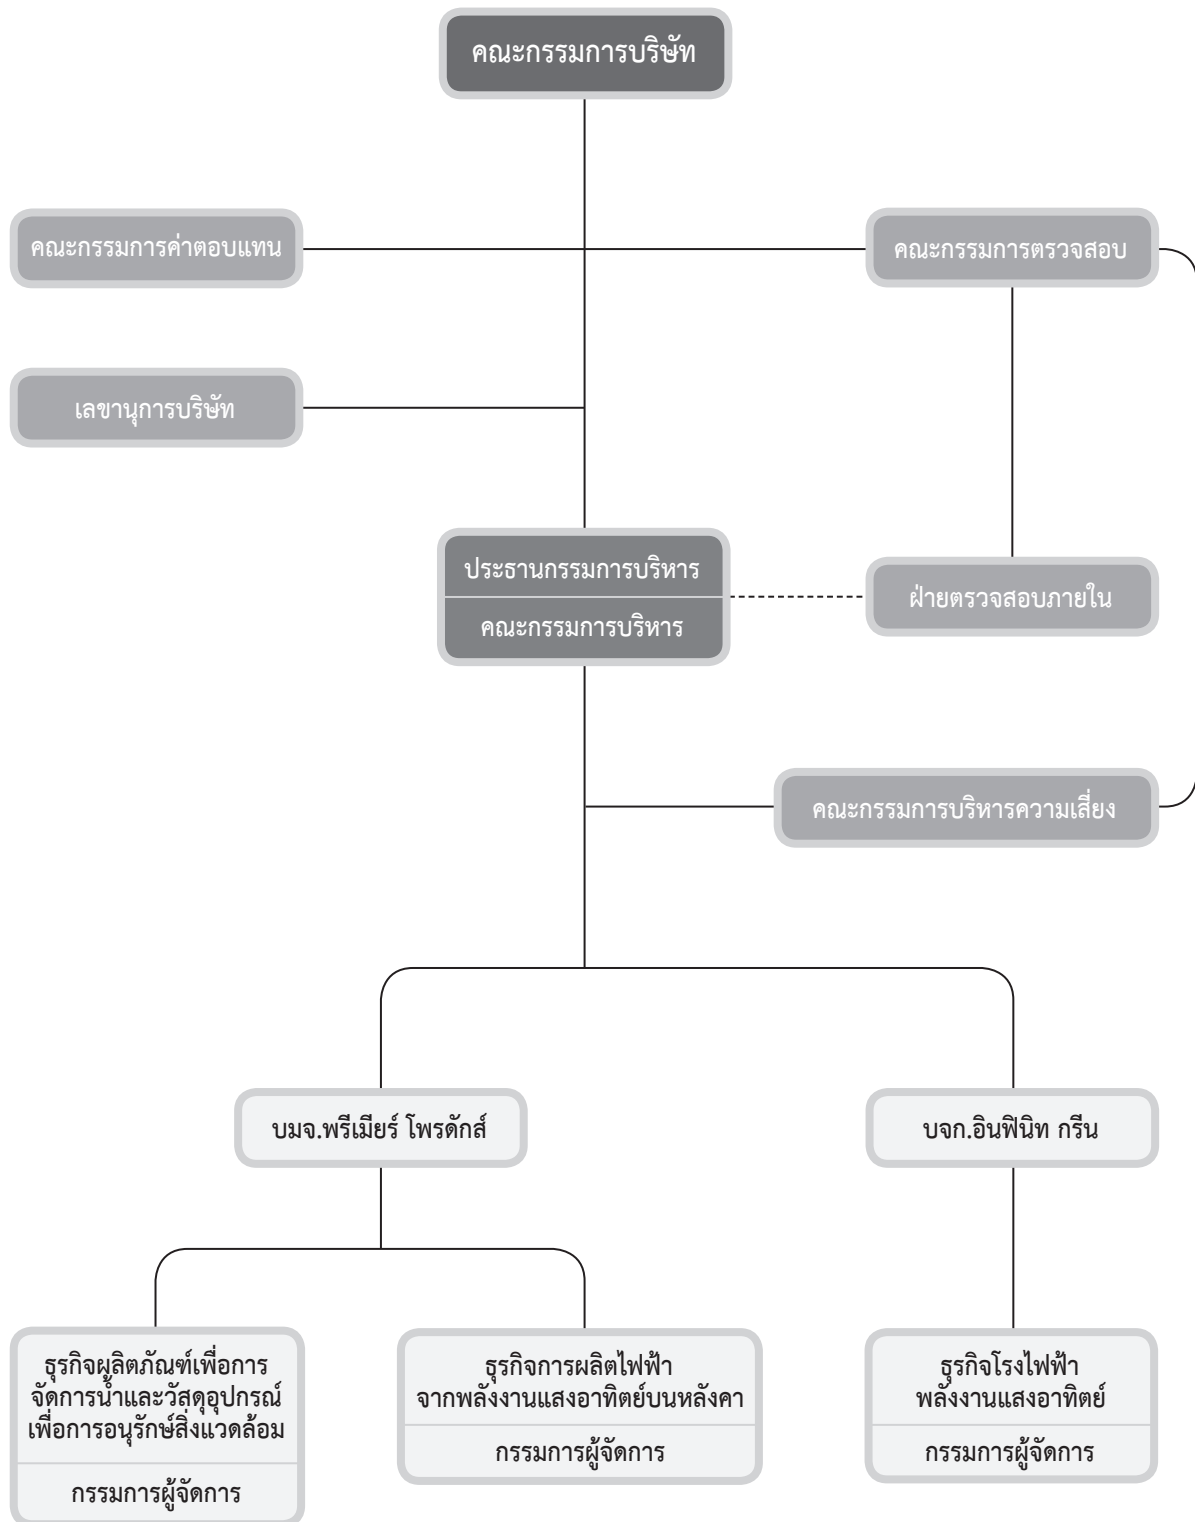 คณะกรรมการบริษัท
คณะกรรมการค่าตอบแทน
คณะกรรมการตรวจสอบ
เลขานุการบริษัท
ประธานกรรมการบริหาร
คณะกรรมการบริหาร
ฝ่ายตรวจสอบภายใน
คณะกรรมการบริหารความเสี่ยง
บมจ.พรีเมียร์ โพรดักส์
บจก.อินฟินิท กรีน
ธุรกิจผลิตภัณฑ์เพื่อการ
จัดการน้ำและวัสดุอุปกรณ์
เพื่อการอนุรักษ์สิ่งแวดล้อม
กรรมการผู้จัดการ
ธุรกิจการผลิตไฟฟ้า
จากพลังงานแสงอาทิตย์บนหลังคา
กรรมการผู้จัดการ
ธุรกิจโรงไฟฟ้า
พลังงานแสงอาทิตย์
กรรมการผู้จัดการ